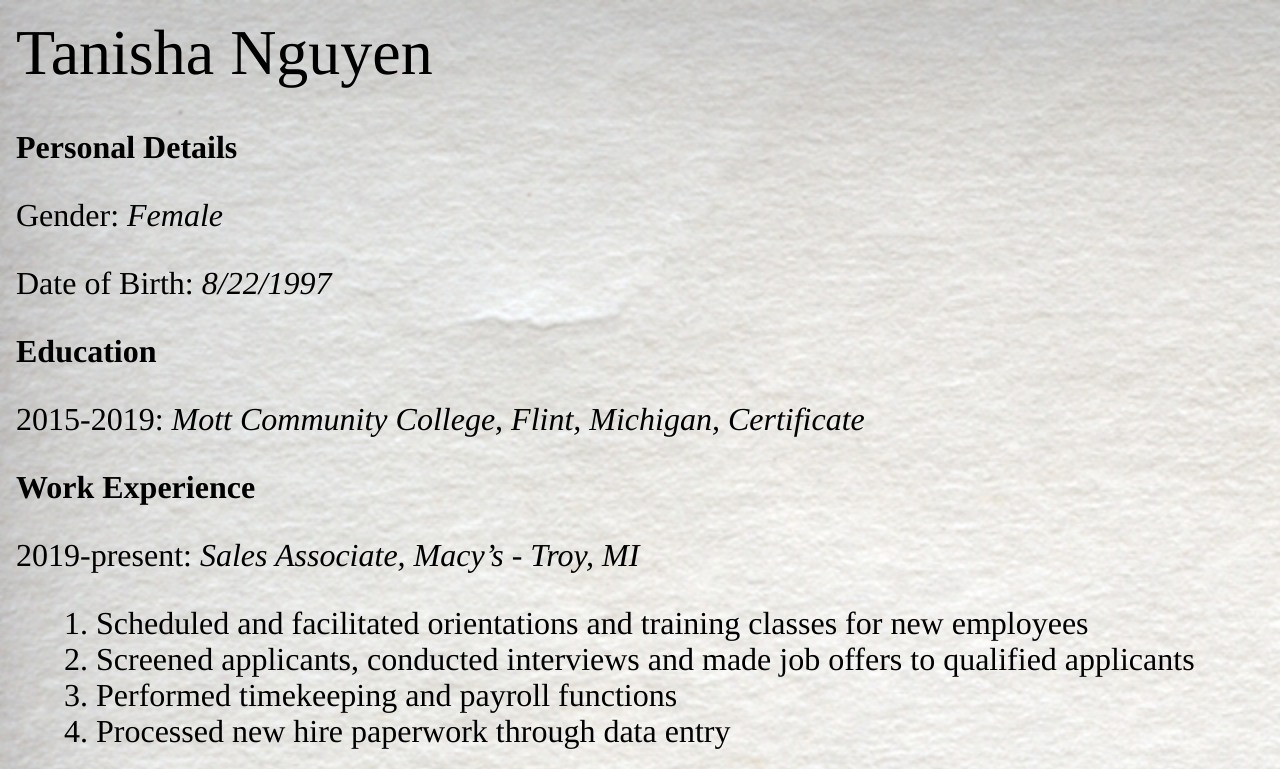 Tanisha Nguyen
Personal Details
Gender: Female
Date of Birth: 8/22/1997
Education
2015-2019: Mott Community College, Flint, Michigan, Certificate
Work Experience
2019-present: Sales Associate, Macy’s - Troy, MI
1. Scheduled and facilitated orientations and training classes for new employees
2. Screened applicants, conducted interviews and made job offers to qualified applicants
3. Performed timekeeping and payroll functions
4. Processed new hire paperwork through data entry